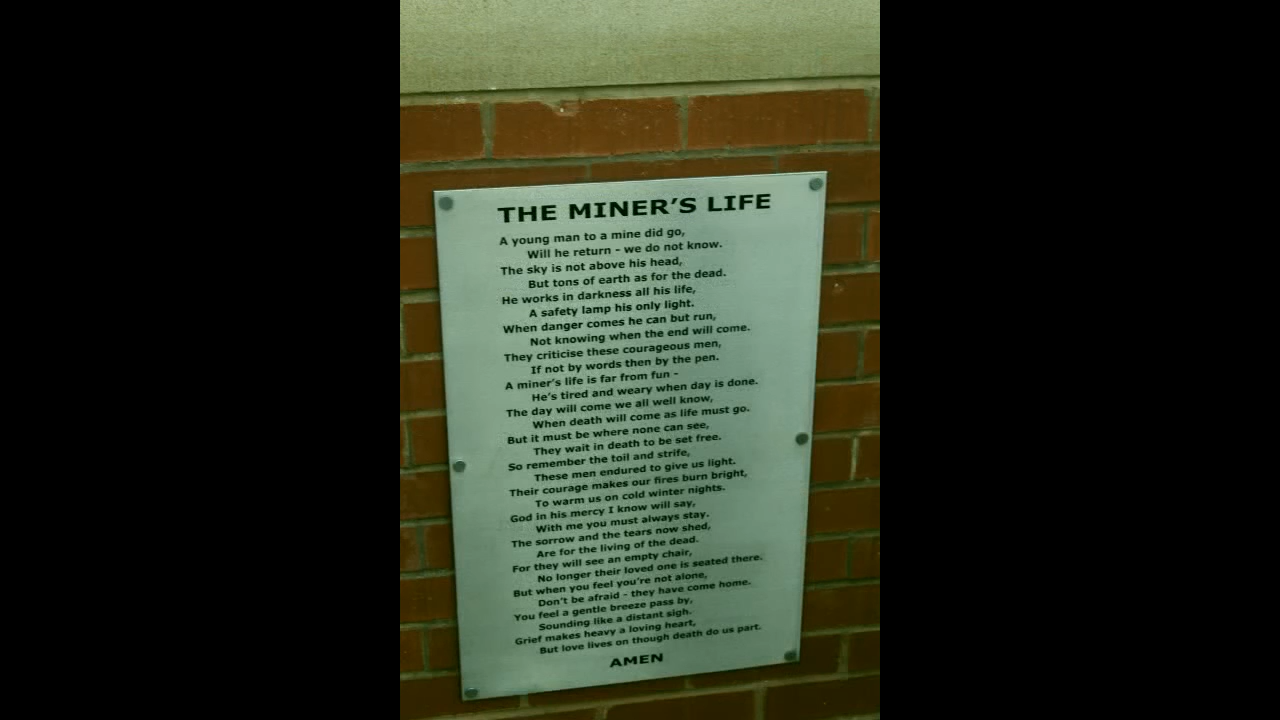 THE MINER'S LIFE
A young man to a mine did go,
Will he return - we do not know.
The sky is not above his head,
But tons of earth as for the dead.
He works in darkness all his life,
A safety lamp his only light.
When danger comes he can but run,
Not knowing when the end will come.
They criticise these courageous men,
If not by words then by the pen.
A miner's life is far from fun -
He's tired and weary when day is done.
The day will come we all well know,
When death will come as life must go.
But it must be where none can see,
They wait in death to be set free.
So remember the toil and strife,
These men endured to give us light.
Their courage makes our fires burn bright,
To warm us on cold winter nights.
God in his mercy I know will say,
With me you must always stay.
The sorrow and the tears now shed,
Are for the living of the dead.
For they will see an empty chair,
No longer their loved one is seated there.
But when you feel you're not alone,
Don't be afraid - they have come home.
You feel a gentle breeze pass by,
Sounding like a distant sigh.
Grief makes heavy a loving heart,
But love lives on though death do us part.
AMEN